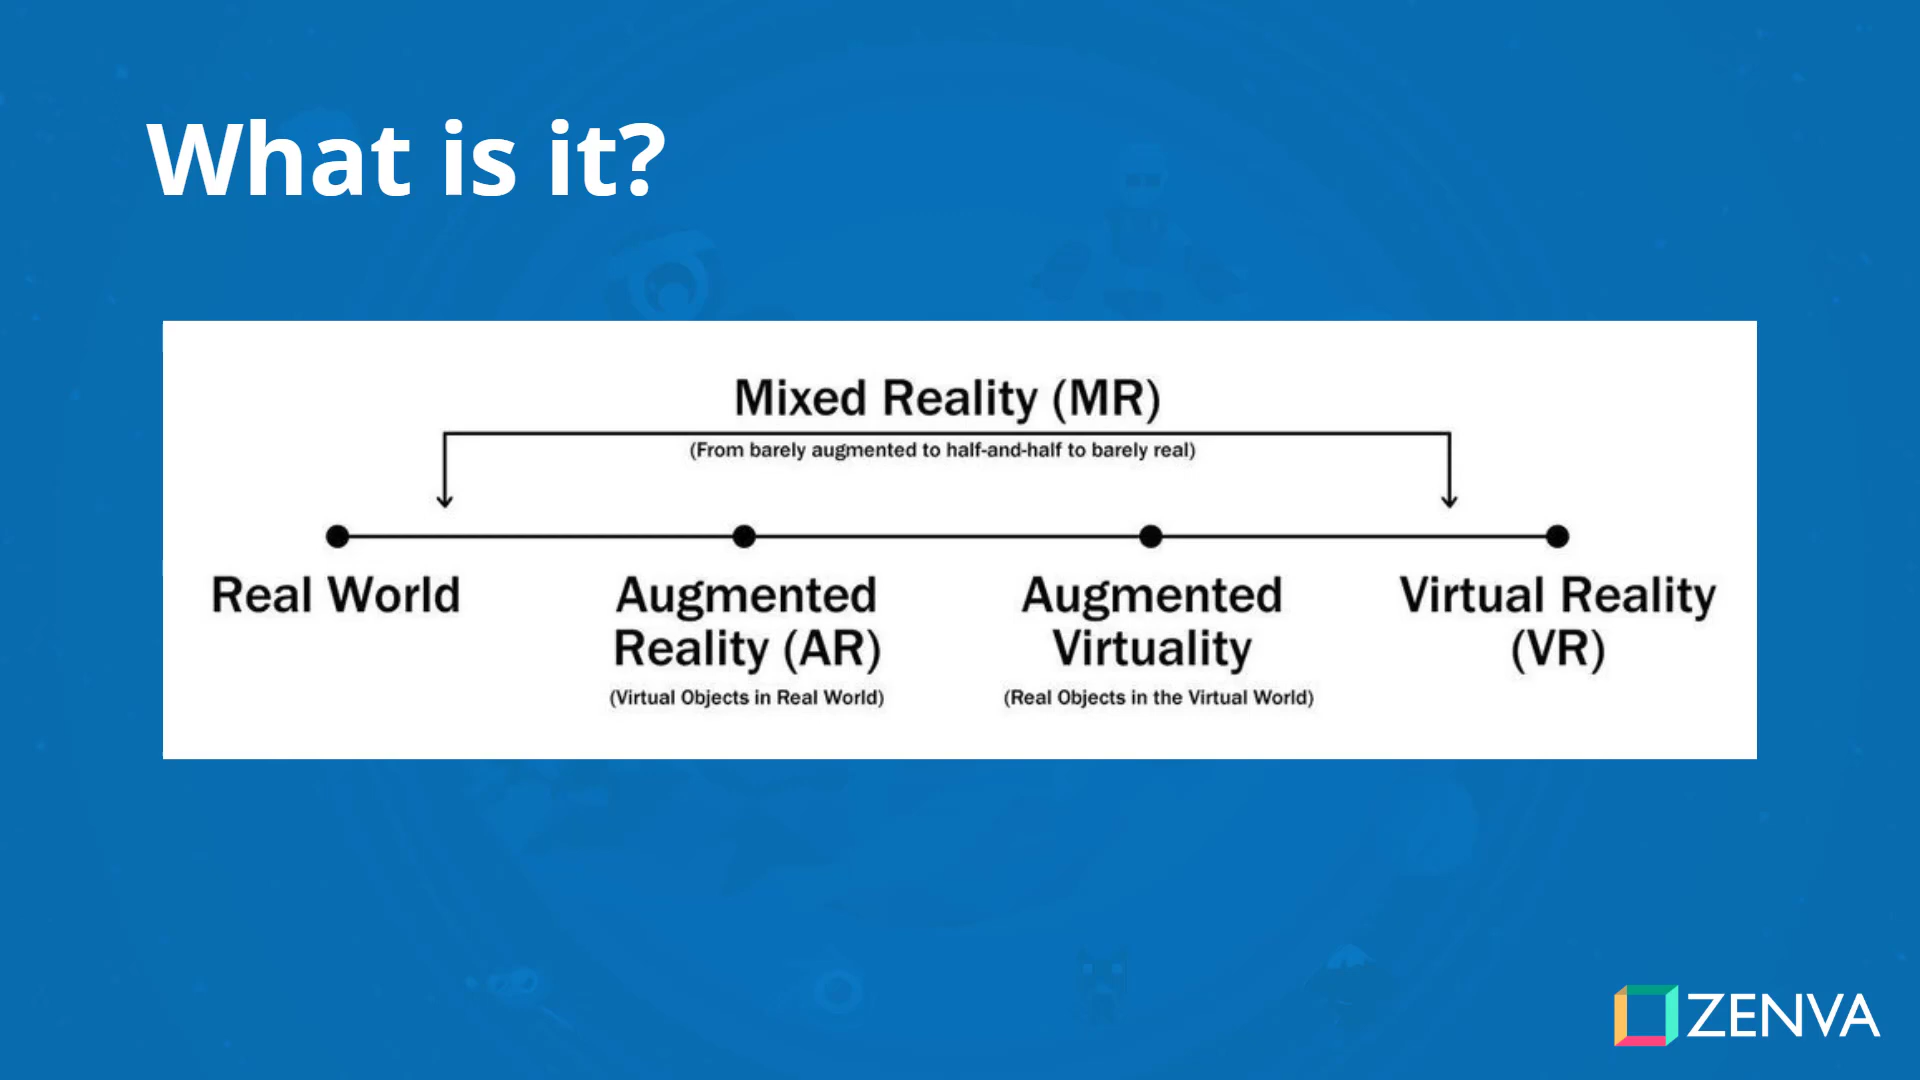 What is it?
Mixed Reality (MR)
(From barely augmented to half-and-half to barely real)
Real World
Augmented
Reality (AR)
(Virtual Objects in Real World)
Augmented
Virtuality
(Real Objects in the Virtual World)
Virtual Reality
(VR)
ZENVA